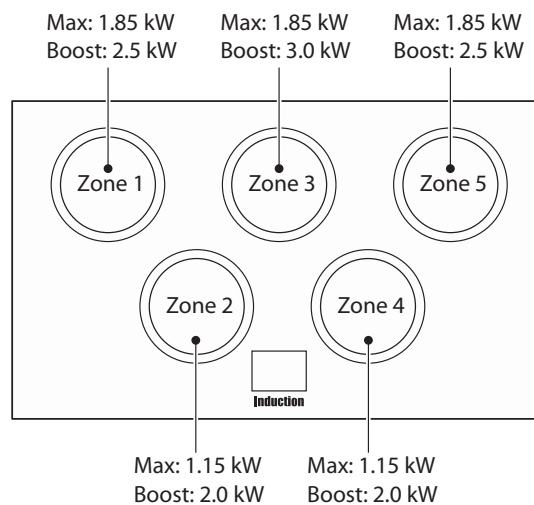 Max: 1.85 kW
Boost: 2.5 kW
Max: 1.85 kW
Boost: 3.0 kW
Max: 1.85 kW
Boost: 2.5 kW
Zone 1
Zone 3
Zone 5
Zone 2
Zone 4
Induction
Max: 1.15 kW
Boost: 2.0 kW
Max: 1.15 kW
Boost: 2.0 kW